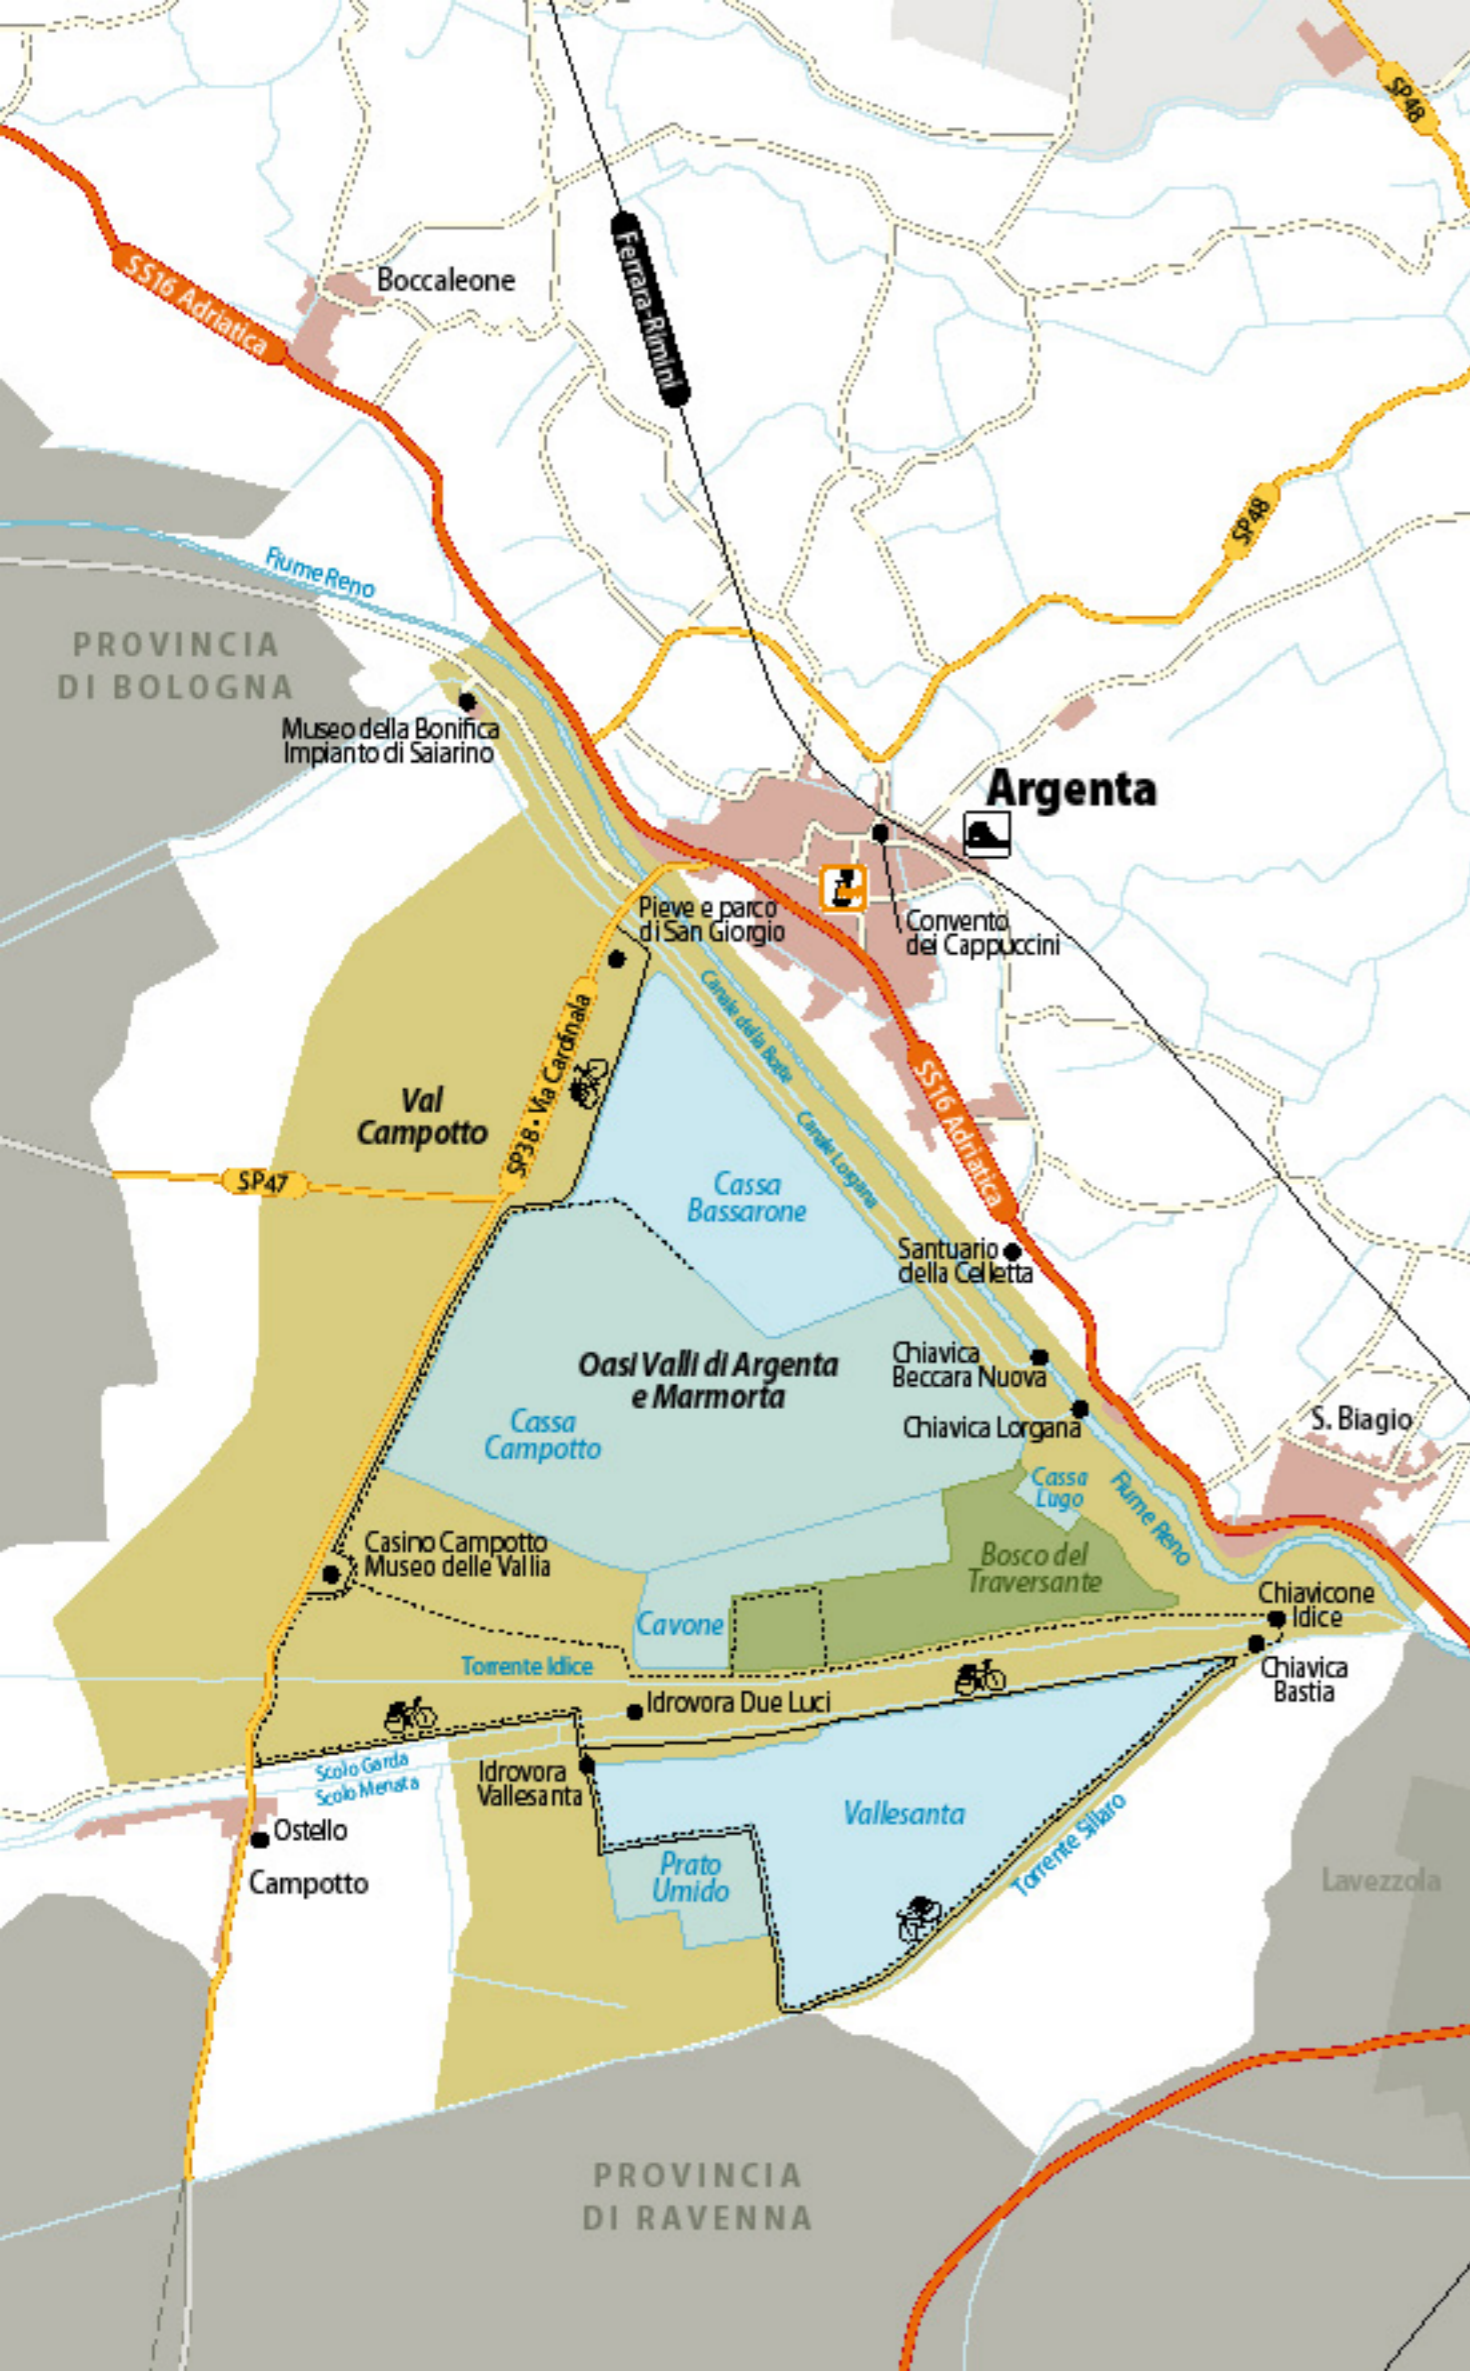 SP48
SS16 Adriatica
Boccaleone
Ferrara-Rimini
SP48
Fiume Reno
PROVINCIA
DI BOLOGNA
Museo della Bonifica
Impianto di Saiarino
Argenta
Pieve e parco
di San Giorgio
Convento
dei Cappuccini
Canale della Botte
SP38 • Via Cardinala
Val
Campotto
SS16 Adriatica
Canale Lorgana
SP47
Cassa
Bassarone
Santuario
della Celletta
Oasi Valli di Argenta
e Marmorta
Chiavica
Beccara Nuova
Cassa
Campotto
Chiavica Lorgana
S. Biagio
Cassa
Lugo
Fiume Reno
Casino Campotto
Museo delle Vallia
Bosco del
Traversante
Chiavicone
Idice
Cavone
Torrente Idice
Chiavica
Bastia
Idrovora Due Luci
Scolo Garda
Scolo Menata
Idrovora
Vallesanta
Vallesanta
Ostello
Campotto
Prato
Umido
Torrente Sillaro
Lavezzola
PROVINCIA
DI RAVENNA